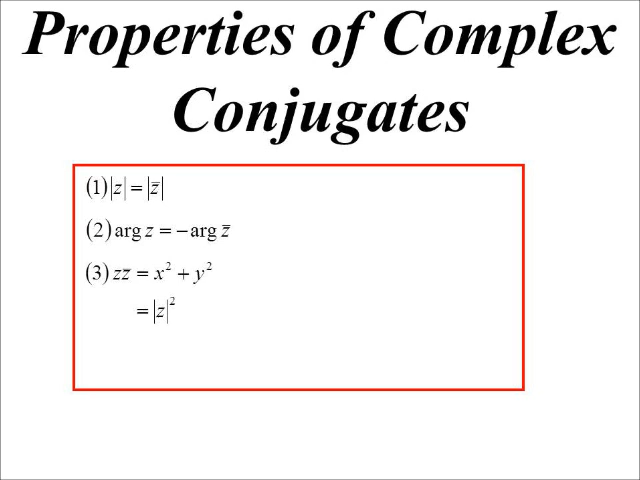 Properties of Complex
Conjugates
(1) |z| = |z̅|
(2) arg z = −arg z̅
(3) zz̅ = x² + y²
= |z|²